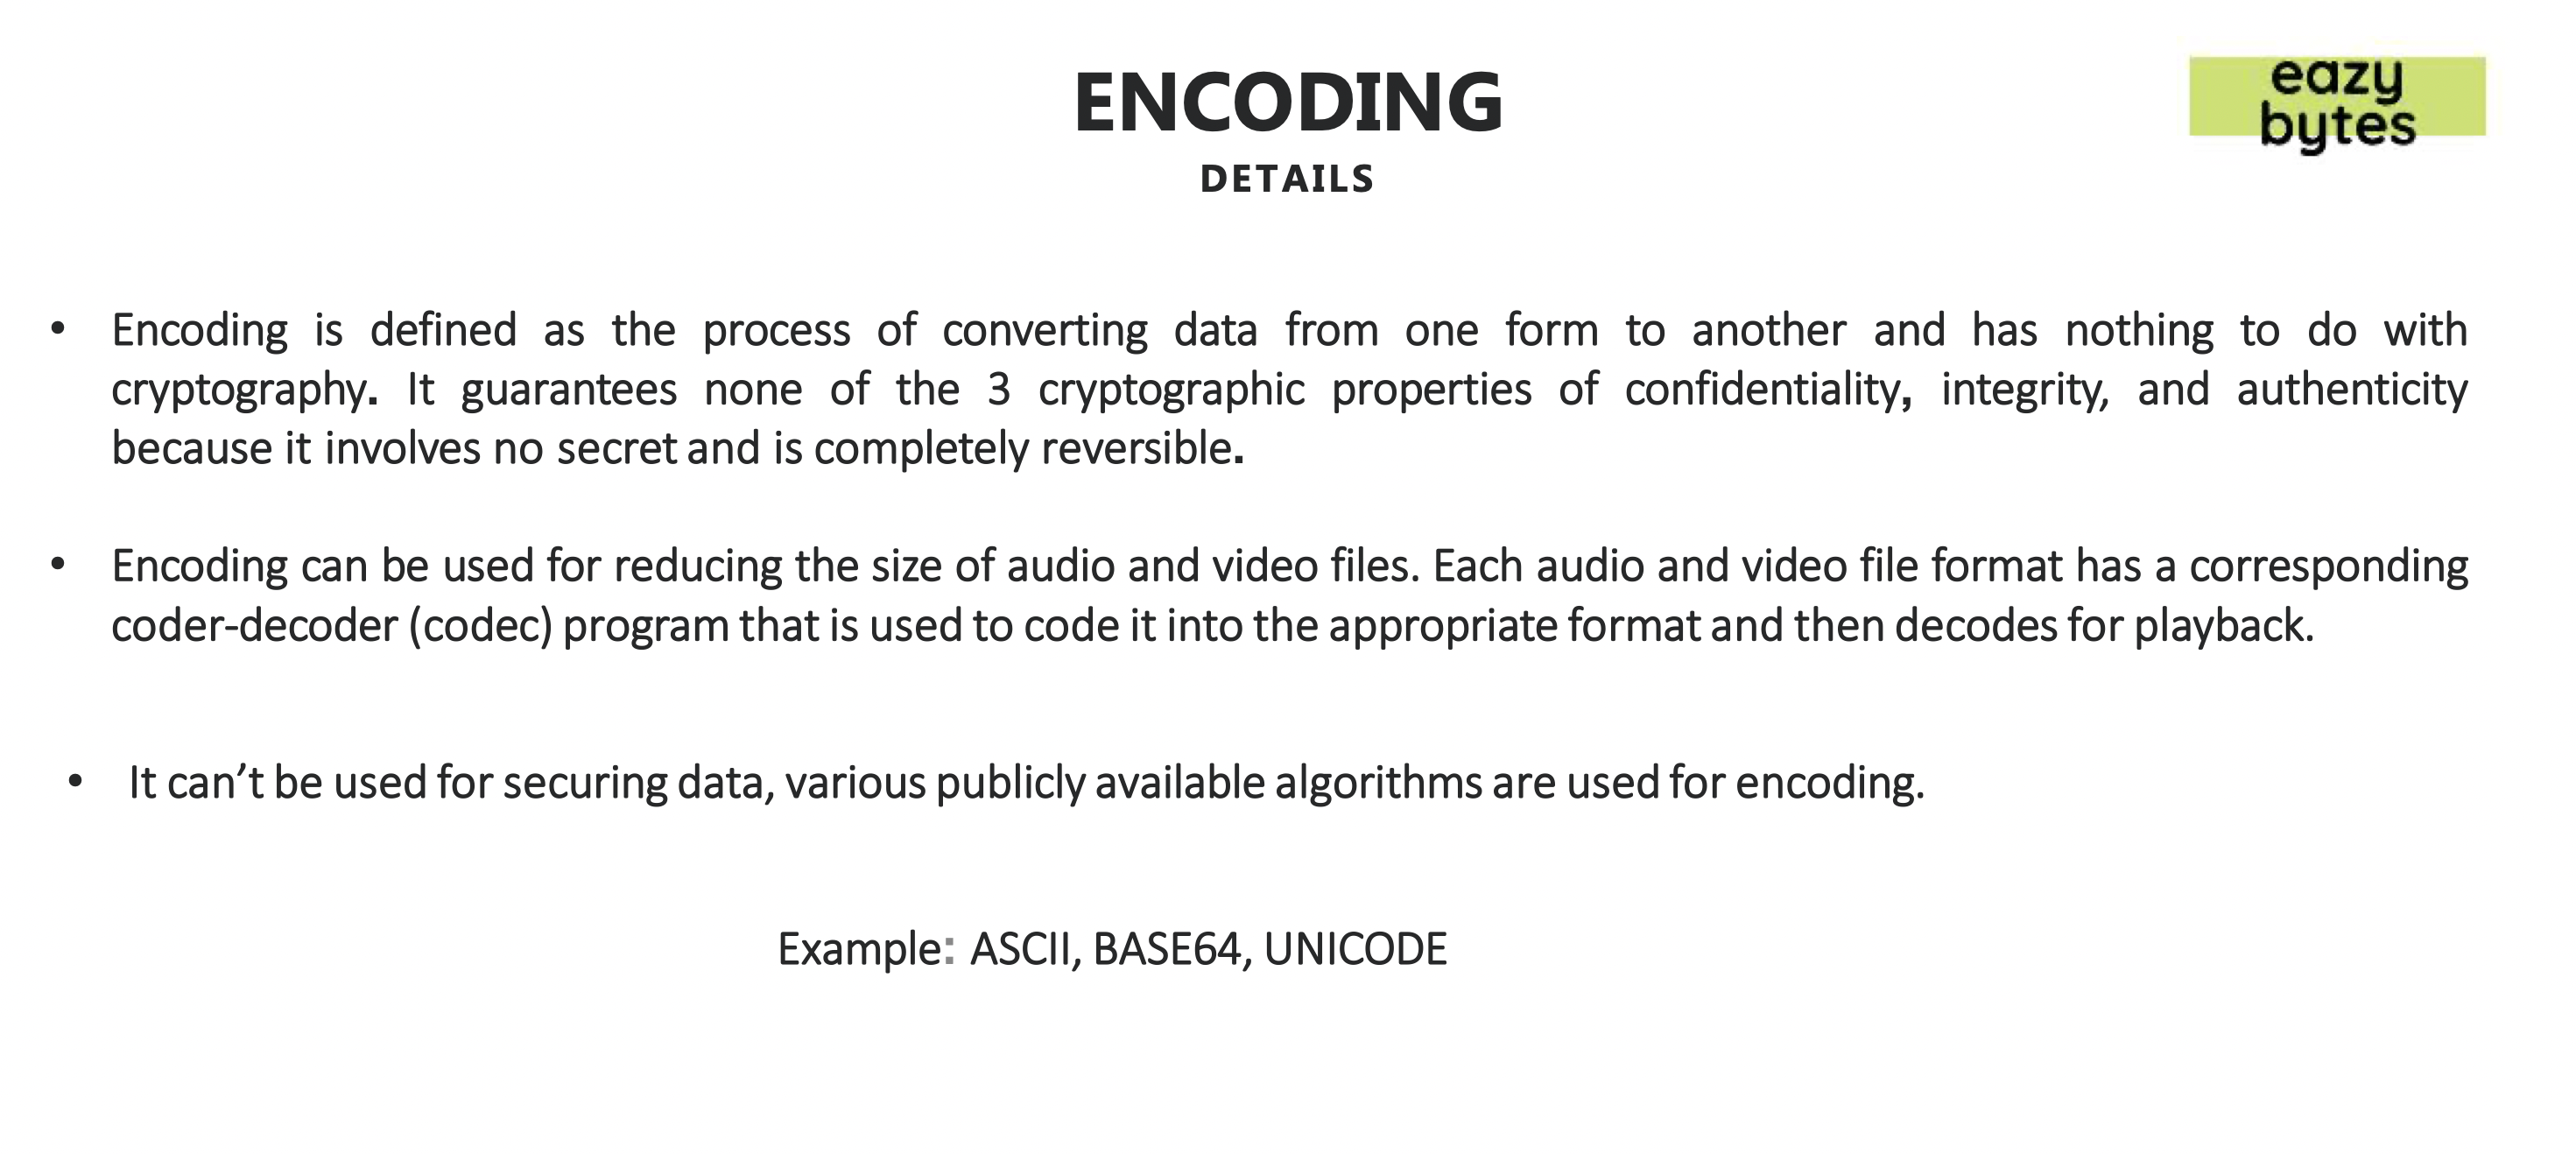 ENCODING
eazy
bytes
DETAILS
• Encoding is defined as the process of converting data from one form to another and has nothing to do with
cryptography. It guarantees none of the 3 cryptographic properties of confidentiality, integrity, and authenticity
because it involves no secret and is completely reversible.
• Encoding can be used for reducing the size of audio and video files. Each audio and video file format has a corresponding
coder-decoder (codec) program that is used to code it into the appropriate format and then decodes for playback.
• It can’t be used for securing data, various publicly available algorithms are used for encoding.
Example: ASCII, BASE64, UNICODE